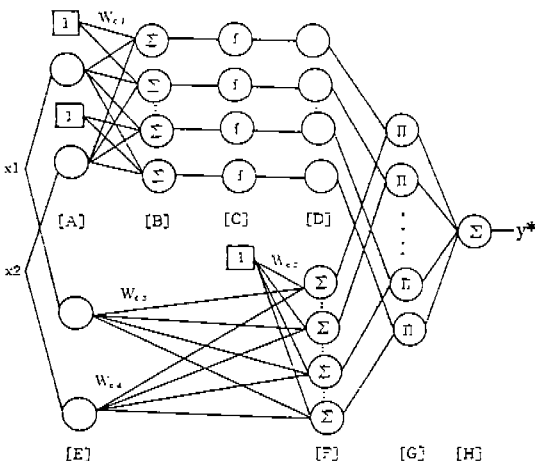 1 Wc1 Σ f
Σ f
1 Σ f Π
x1
Σ f Π
[A] [B] [C] [D]
Σ y*
x2 1 Wc2
Wc3 Σ Π
Σ Π
Wc4 Σ
Σ
[E] [F] [G] [H]